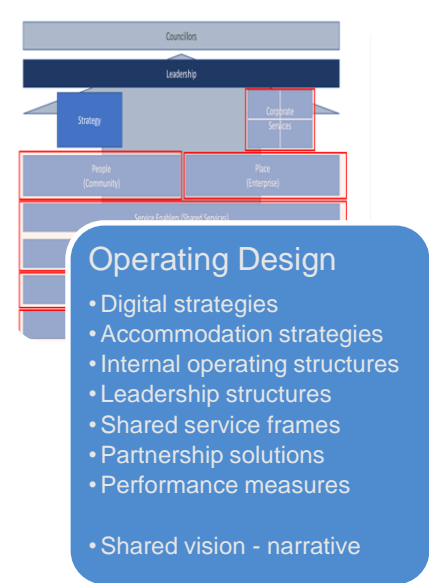 Councillors
Leadership
Strategy
Corporate
Services
People
(Community)
Place
(Enterprise)
Service Enablers (Shared Services)
Operating Design
• Digital strategies
• Accommodation strategies
• Internal operating structures
• Leadership structures
• Shared service frames
• Partnership solutions
• Performance measures
• Shared vision - narrative